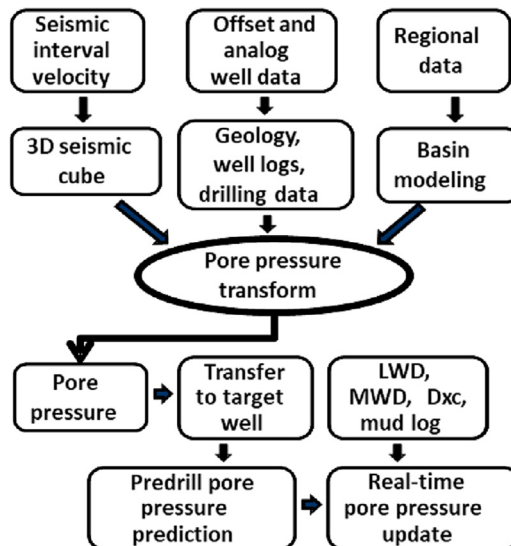 Seismic
interval
velocity
Offset and
analog
well data
Regional
data
3D seismic
cube
Geology,
well logs,
drilling data
Basin
modeling
Pore pressure
transform
Pore
pressure
Transfer
to target
well
LWD,
MWD, Dxc,
mud log
Predrill pore
pressure
prediction
Real-time
pore pressure
update